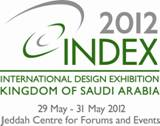 2012
INDEX
INTERNATIONAL DESIGN EXHIBITION
KINGDOM OF SAUDI ARABIA
29 May - 31 May 2012
Jeddah Centre for Forums and Events